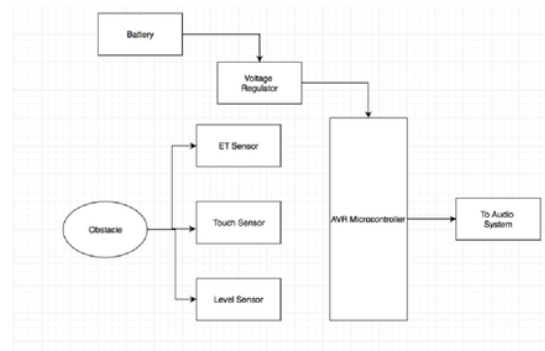 Battery
Voltage
Regulator
ET Sensor
Touch Sensor
Level Sensor
Obstacle
AVR Microcontroller
To Audio
System